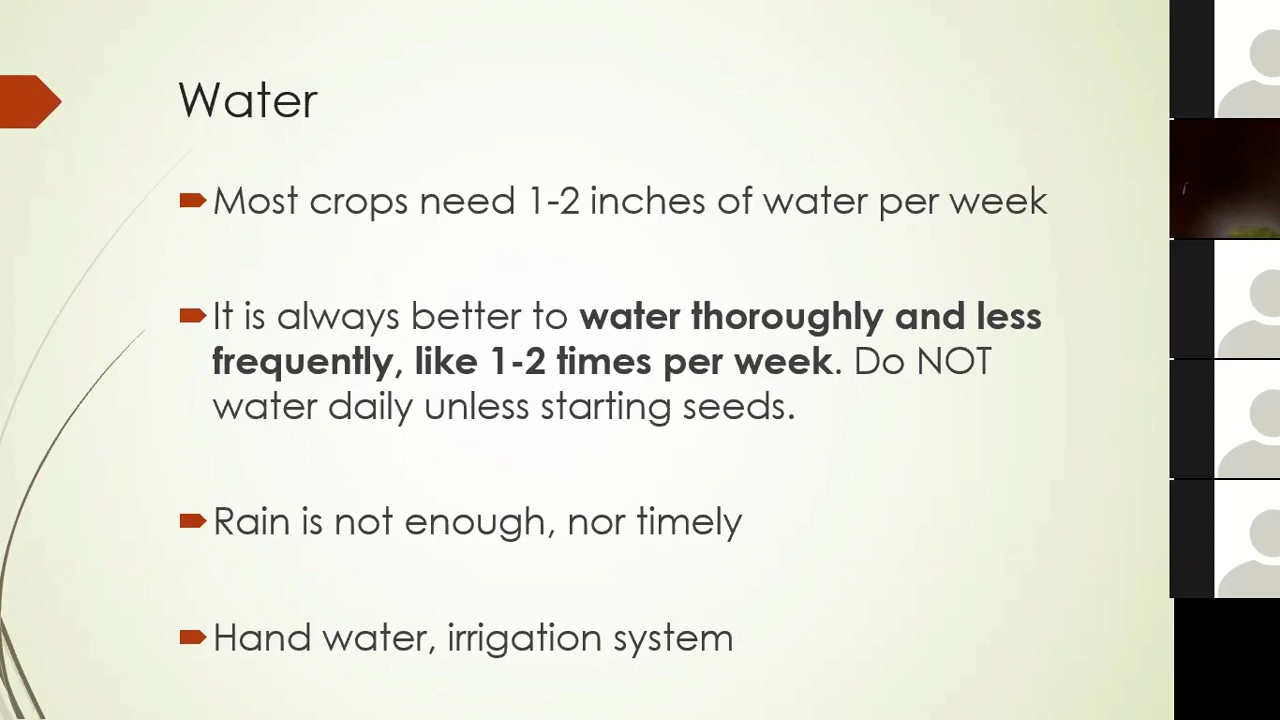 Water
Most crops need 1-2 inches of water per week
It is always better to water thoroughly and less
frequently, like 1-2 times per week. Do NOT
water daily unless starting seeds.
Rain is not enough, nor timely
Hand water, irrigation system